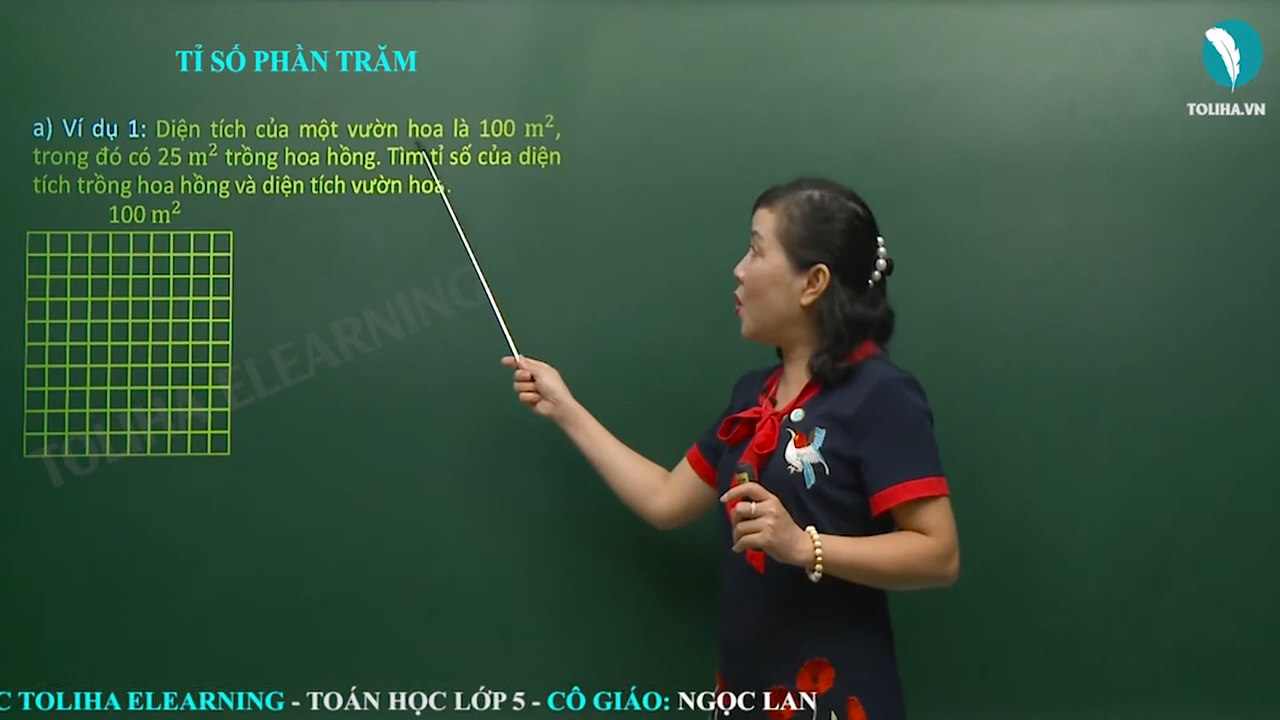 TỈ SỐ PHẦN TRĂM
TOLIHA.VN
a) Ví dụ 1: Diện tích của một vườn hoa là 100 m²,
trong đó có 25 m² trồng hoa hồng. Tìm tỉ số của diện
tích trồng hoa hồng và diện tích vườn hoa.
100 m²
TOLIHA ELEARNING
C TOLIHA ELEARNING - TOÁN HỌC LỚP 5 - CÔ GIÁO: NGỌC LAN